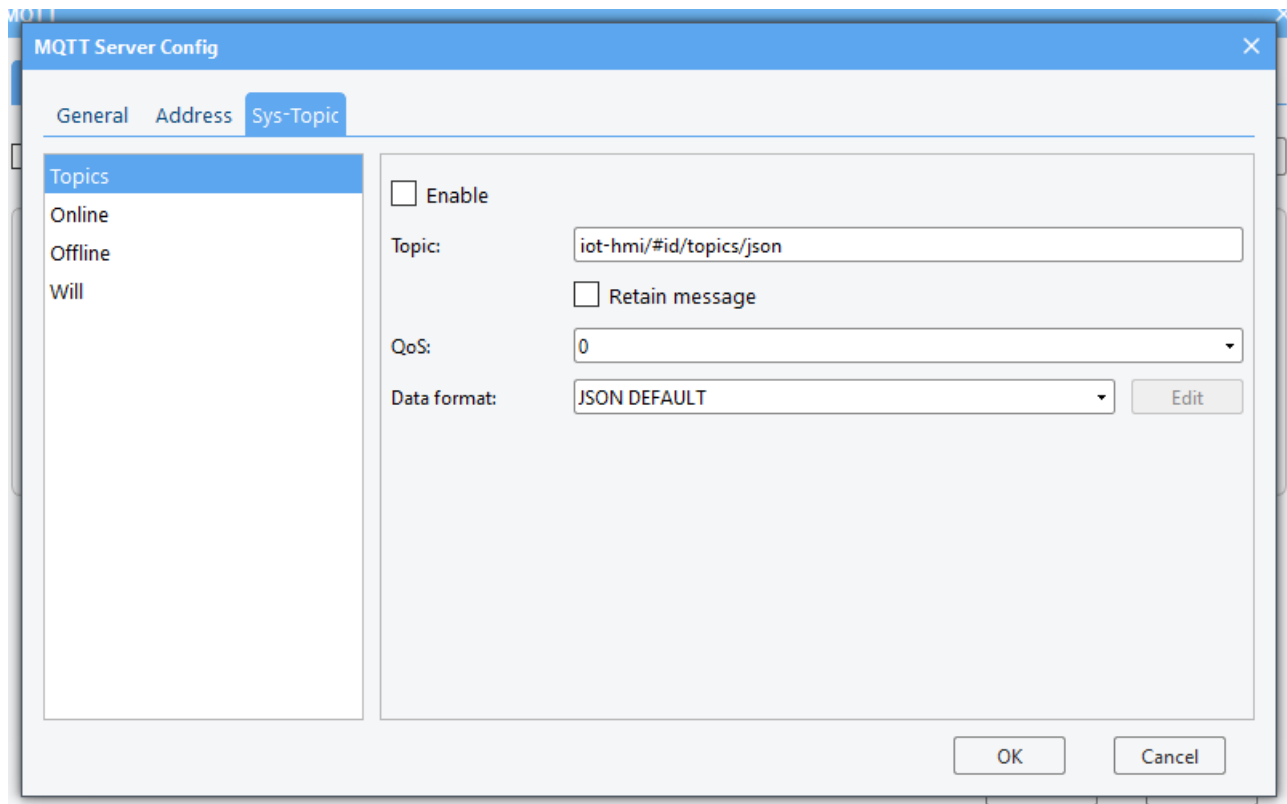 MQTT
MQTT Server Config
General Address Sys-Topic
Topics
Online
Offline
Will
Enable
Topic: iot-hmi/#id/topics/json
Retain message
QoS: 0
Data format: JSON DEFAULT Edit
OK Cancel